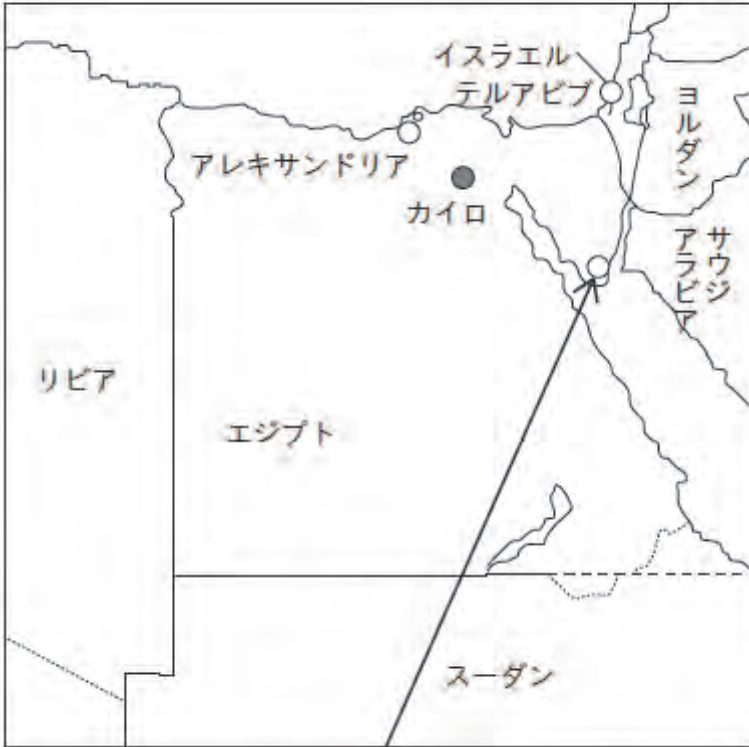 イスラエル
テルアビブ
ヨルダン
アレキサンドリア
カイロ
サウジ
アラビア
リビア
エジプト
スーダン